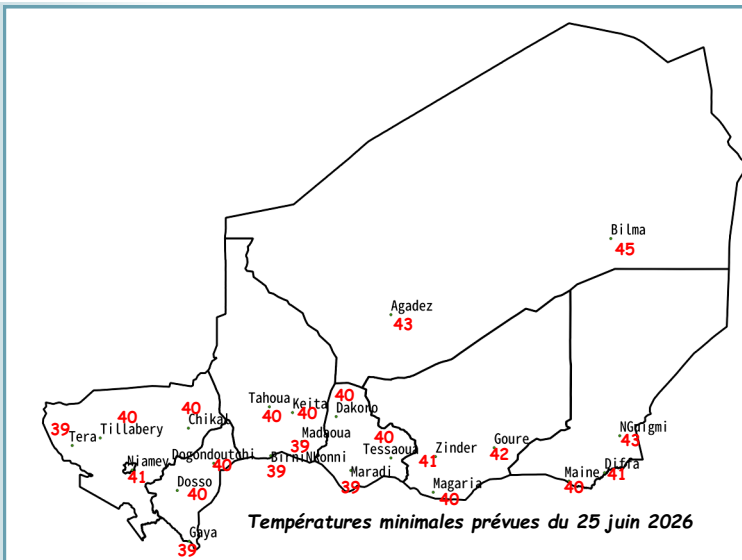 Bilma
45
Agadez
43
40
Tahoua
Keita
40
40
Dakoro
40
40
Chikal
39
Tera
Tillabery
Madaoua
39
40
Tessaoua
NGuigmi
43
Goure
42
Zinder
41
Niamey
41
Dogondoutchi
40
BirniNKonni
39
Maradi
39
Diffa
41
Maine
40
Dosso
40
Magaria
40
Gaya
39
Températures minimales prévues du 25 juin 2026